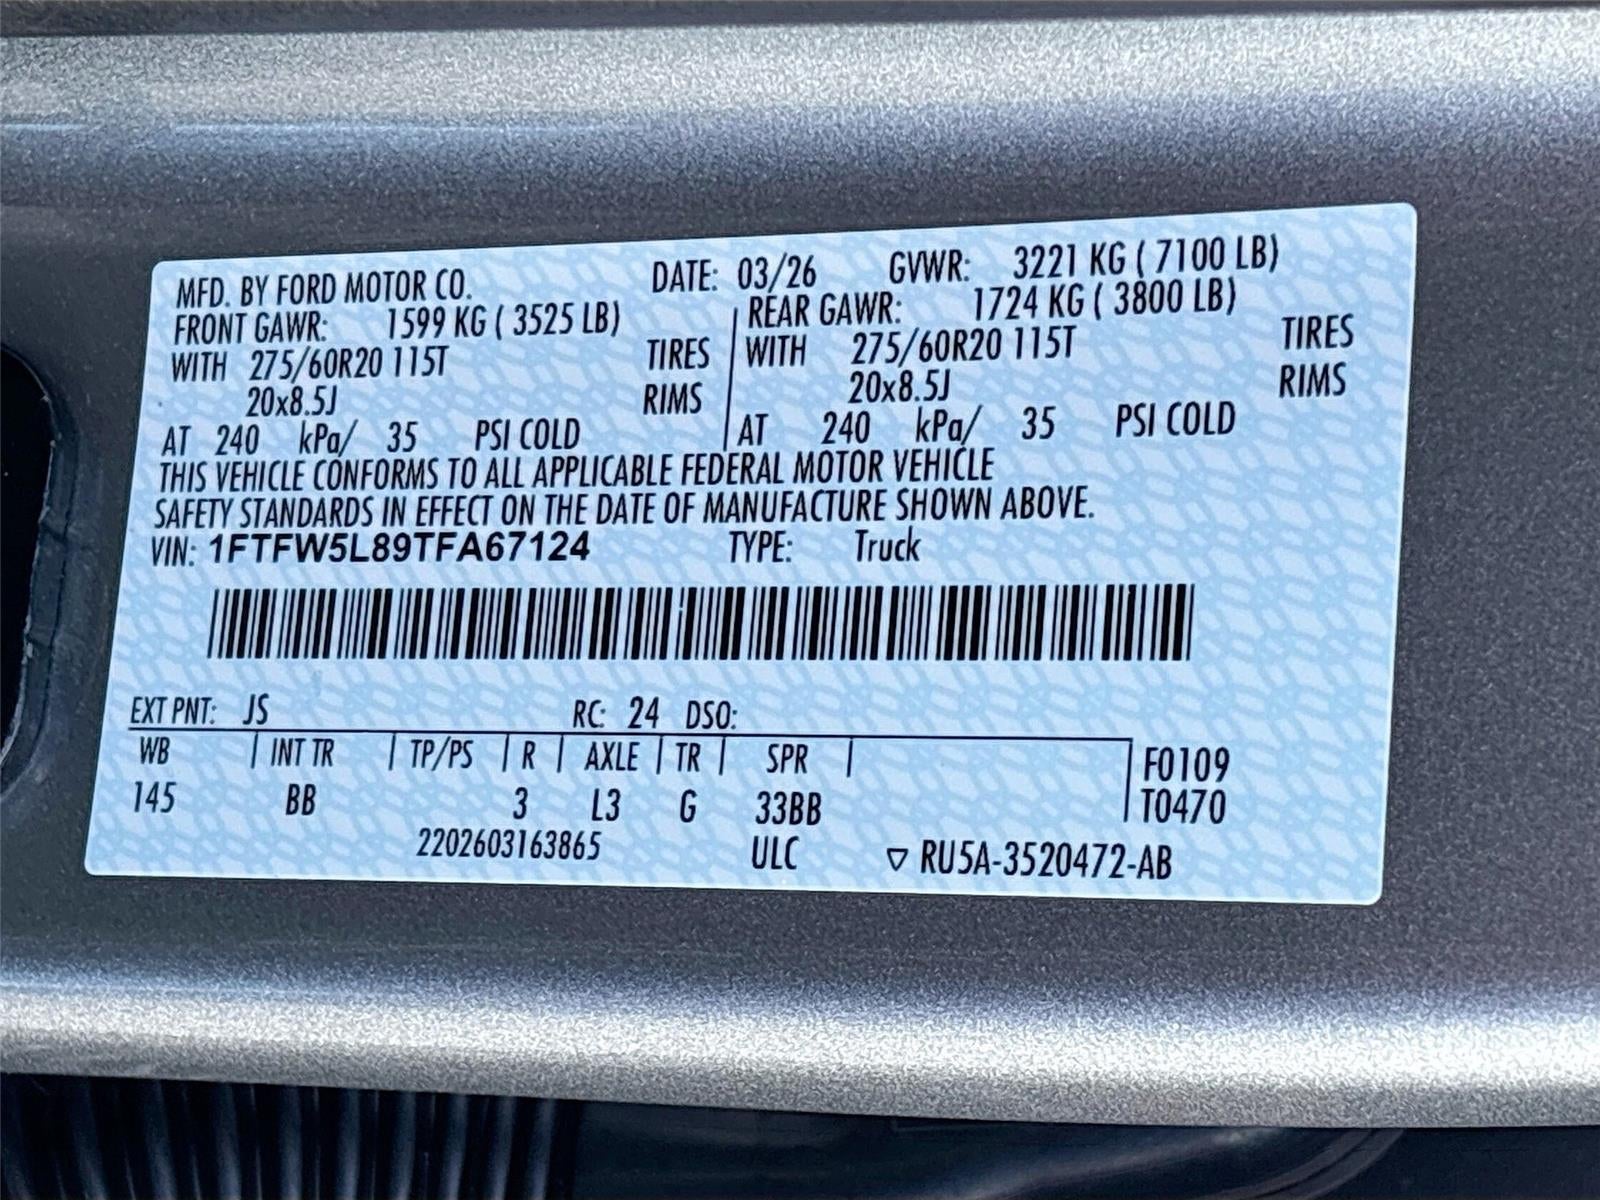 MFD. BY FORD MOTOR CO. DATE: 03/26 GVWR: 3221 KG ( 7100 LB)
FRONT GAWR: 1599 KG ( 3525 LB) REAR GAWR: 1724 KG ( 3800 LB)
WITH 275/60R20 115T TIRES WITH 275/60R20 115T TIRES
20x8.5J RIMS 20x8.5J RIMS
AT 240 kPa/ 35 PSI COLD AT 240 kPa/ 35 PSI COLD
THIS VEHICLE CONFORMS TO ALL APPLICABLE FEDERAL MOTOR VEHICLE
SAFETY STANDARDS IN EFFECT ON THE DATE OF MANUFACTURE SHOWN ABOVE.
VIN: 1FTFW5L89TFA67124 TYPE: Truck
EXT PNT: JS RC: 24 DSO:
WB INT TR TP/PS R AXLE TR SPR F0109
145 BB 3 L3 G 33BB T0470
2202603163865 ULC ▽ RU5A-3520472-AB